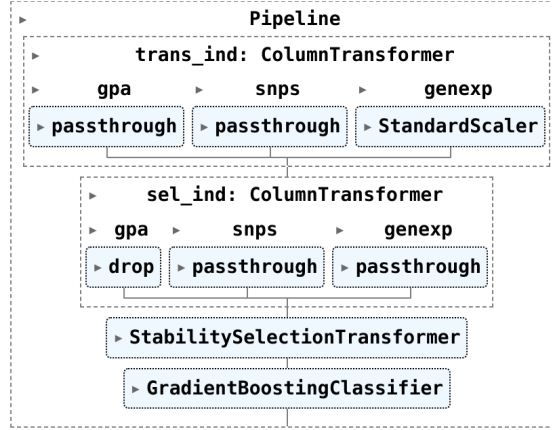 Pipeline
trans_ind: ColumnTransformer
gpa snps genexp
passthrough passthrough StandardScaler
sel_ind: ColumnTransformer
gpa snps genexp
drop passthrough passthrough
StabilitySelectionTransformer
GradientBoostingClassifier